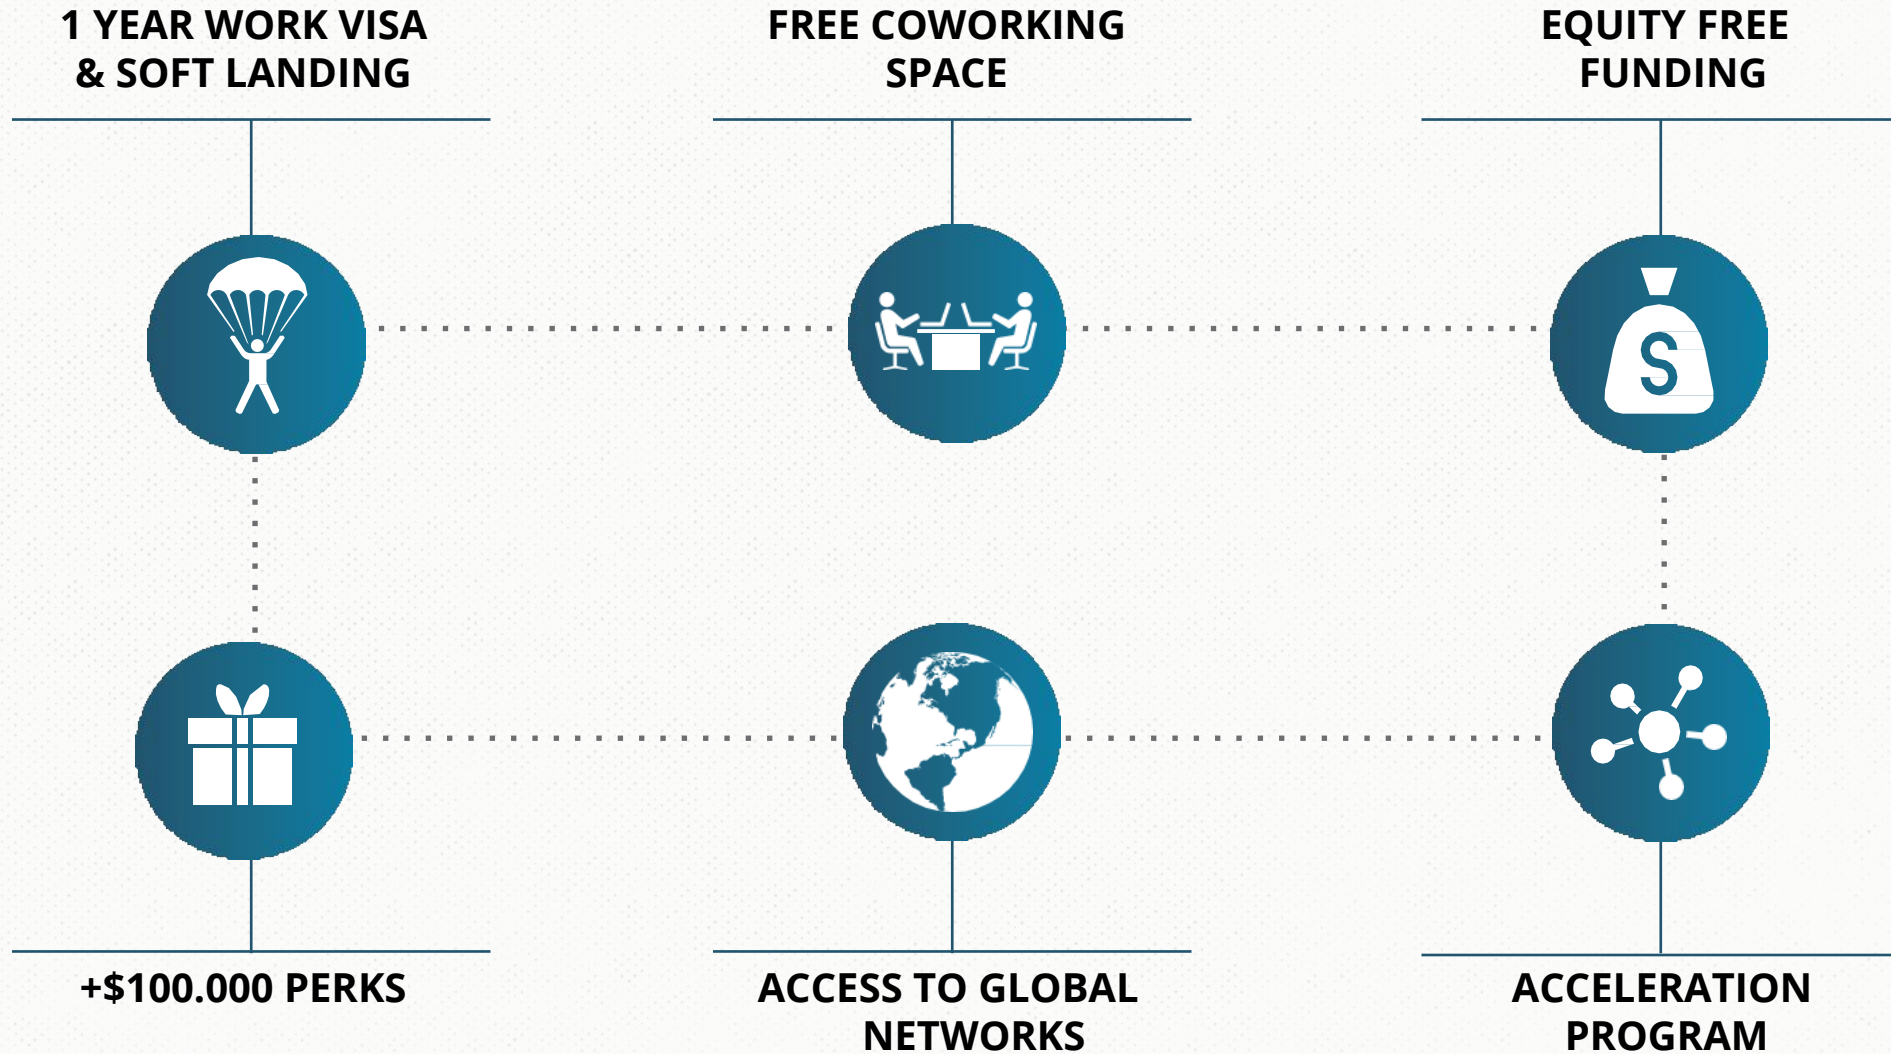 1 YEAR WORK VISA
& SOFT LANDING
FREE COWORKING
SPACE
EQUITY FREE
FUNDING
S
+$100.000 PERKS
ACCESS TO GLOBAL
NETWORKS
ACCELERATION
PROGRAM